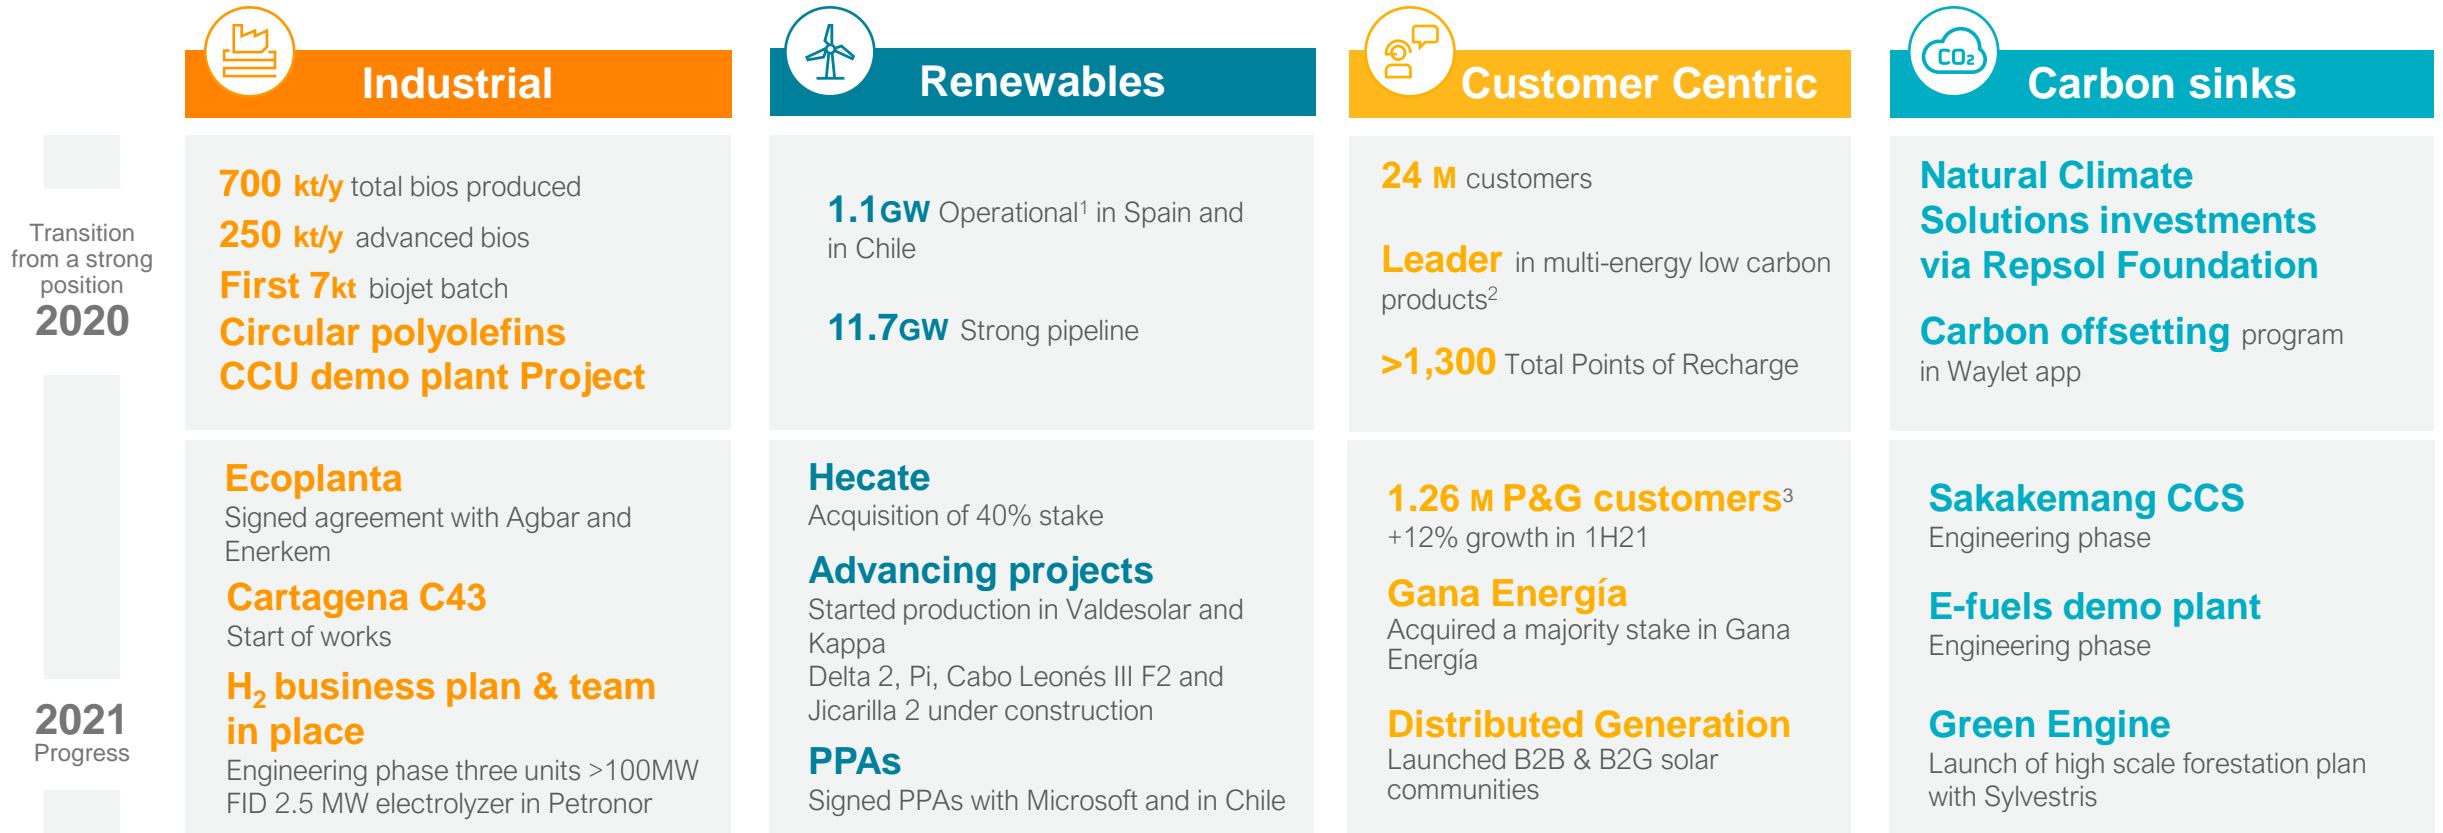 Industrial
Renewables
Customer Centric
CO₂
Carbon sinks
Transition
from a strong
position
2020
700 kt/y total bios produced
250 kt/y advanced bios
First 7kt biojet batch
Circular polyolefins
CCU demo plant Project
1.1GW Operational¹ in Spain and
in Chile
11.7GW Strong pipeline
24 M customers
Leader in multi-energy low carbon
products²
>1,300 Total Points of Recharge
Natural Climate
Solutions investments
via Repsol Foundation
Carbon offsetting program
in Waylet app
2021
Progress
Ecoplanta
Signed agreement with Agbar and
Enerkem
Cartagena C43
Start of works
H₂ business plan & team
in place
Engineering phase three units >100MW
FID 2.5 MW electrolyzer in Petronor
Hecate
Acquisition of 40% stake
Advancing projects
Started production in Valdesolar and
Kappa
Delta 2, Pi, Cabo Leonés III F2 and
Jicarilla 2 under construction
PPAs
Signed PPAs with Microsoft and in Chile
1.26 M P&G customers³
+12% growth in 1H21
Gana Energía
Acquired a majority stake in Gana
Energía
Distributed Generation
Launched B2B & B2G solar
communities
Sakakemang CCS
Engineering phase
E-fuels demo plant
Engineering phase
Green Engine
Launch of high scale forestation plan
with Sylvestris